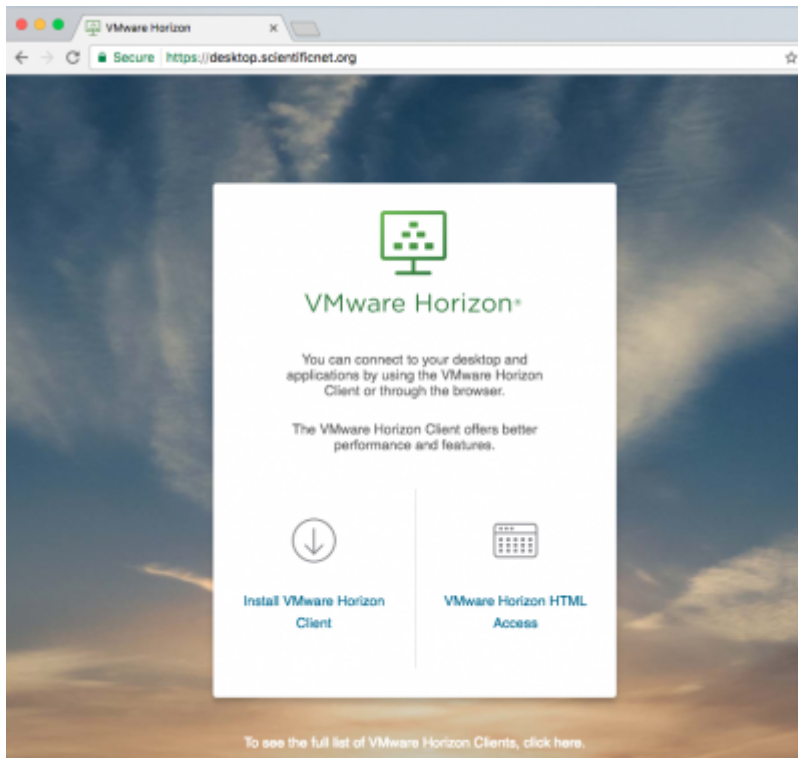 VMware Horizon
Secure https://desktop.scientificnet.org
VMware Horizon®
You can connect to your desktop and
applications by using the VMware Horizon
Client or through the browser.
The VMware Horizon Client offers better
performance and features.
Install VMware Horizon
Client
VMware Horizon HTML
Access
To see the full list of VMware Horizon Clients, click here.